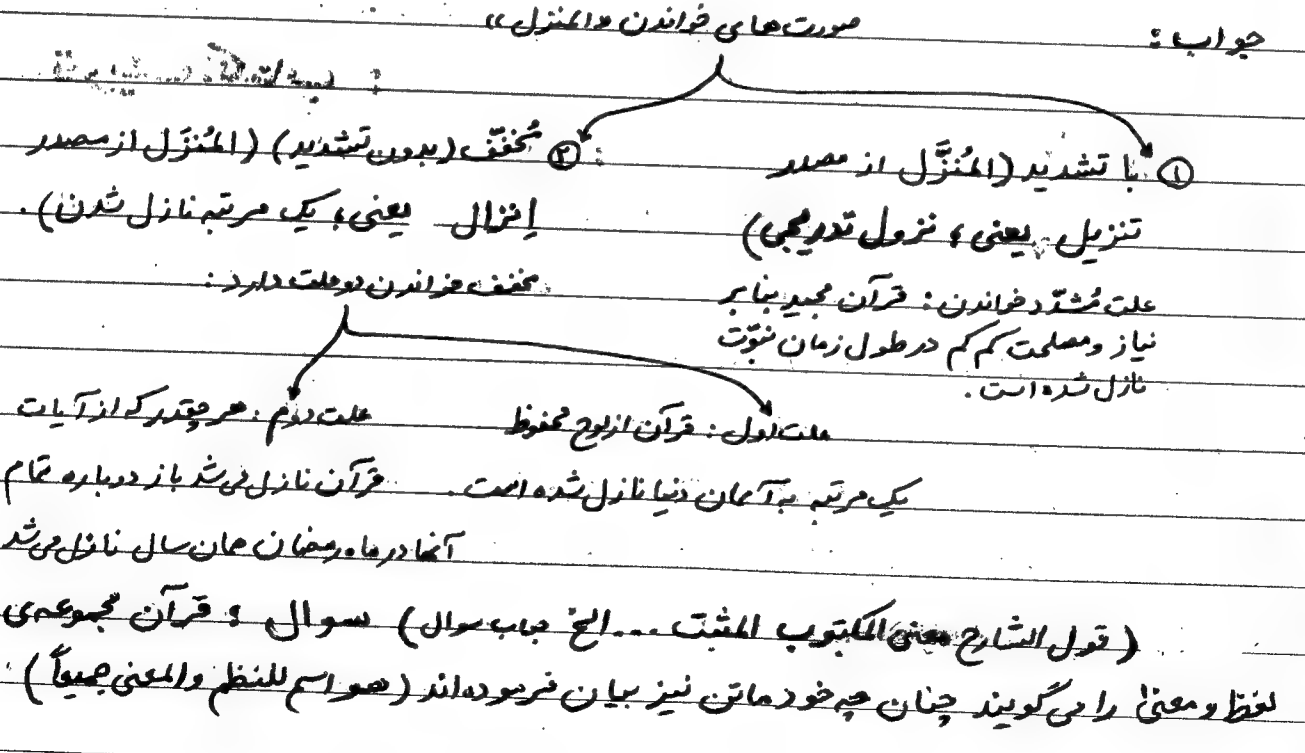 جواب : صورت‌های خواندن «المنزل»
① با تشدید (المُنَزَّل از مصدر
تنزیل یعنی؛ نزول تدریجی)
علت مُشدّد خواندن: قرآن مجید بنابر
نیاز و مصلحت کم کم در طول زمان نبوّت
نازل شده است.
② مُخفّف (بدون تشدید) (المُنزَل از مصدر
إنزال یعنی؛ یک مرتبه نازل شدن).
مخفف خواندن دو علت دارد:
علت اول: قرآن از لوح محفوظ
یک مرتبه به آسمان دنیا نازل شده است.
علت دوم: هر چقدر که از آیات
قرآن نازل می‌شد باز دوباره تمام
آنها در ماه رمضان همان سال نازل می‌شد
(قول الشارح معنی المکتوب المثبت ...الخ جواب سوال) سوال ؛ قرآن مجموعه‌ی
لفظ و معنیٰ را می‌گویند چنان چه خود ماتن نیز بیان فرموده‌اند (هو اسم للنظم والمعنی جمیعاً)